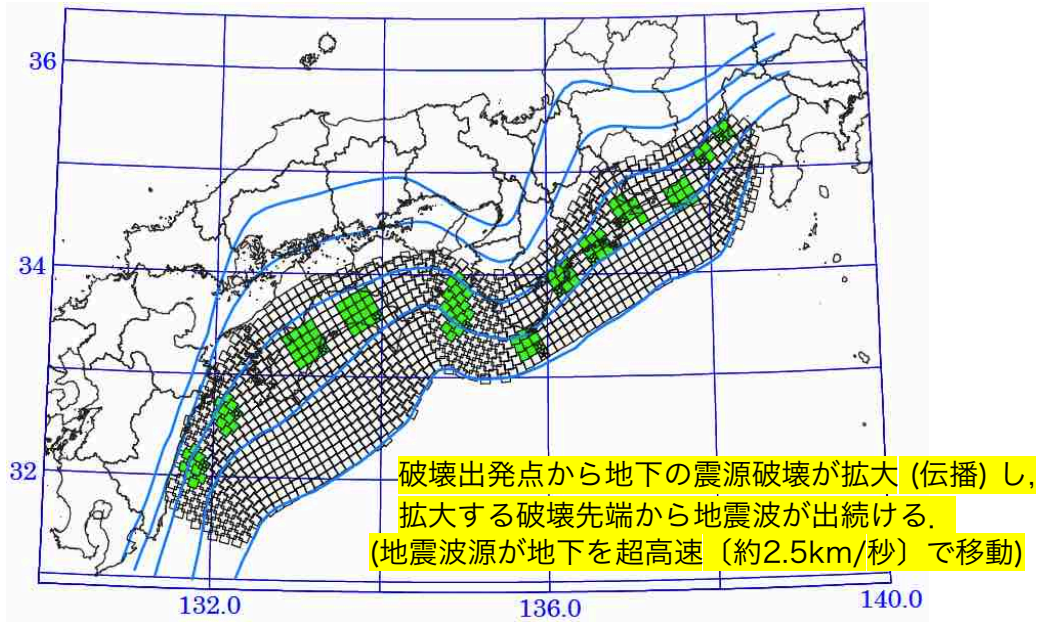 36
34
32
破壊出発点から地下の震源破壊が拡大 (伝播) し,
拡大する破壊先端から地震波が出続ける.
(地震波源が地下を超高速〔約2.5km/秒〕で移動)
132.0
136.0
140.0